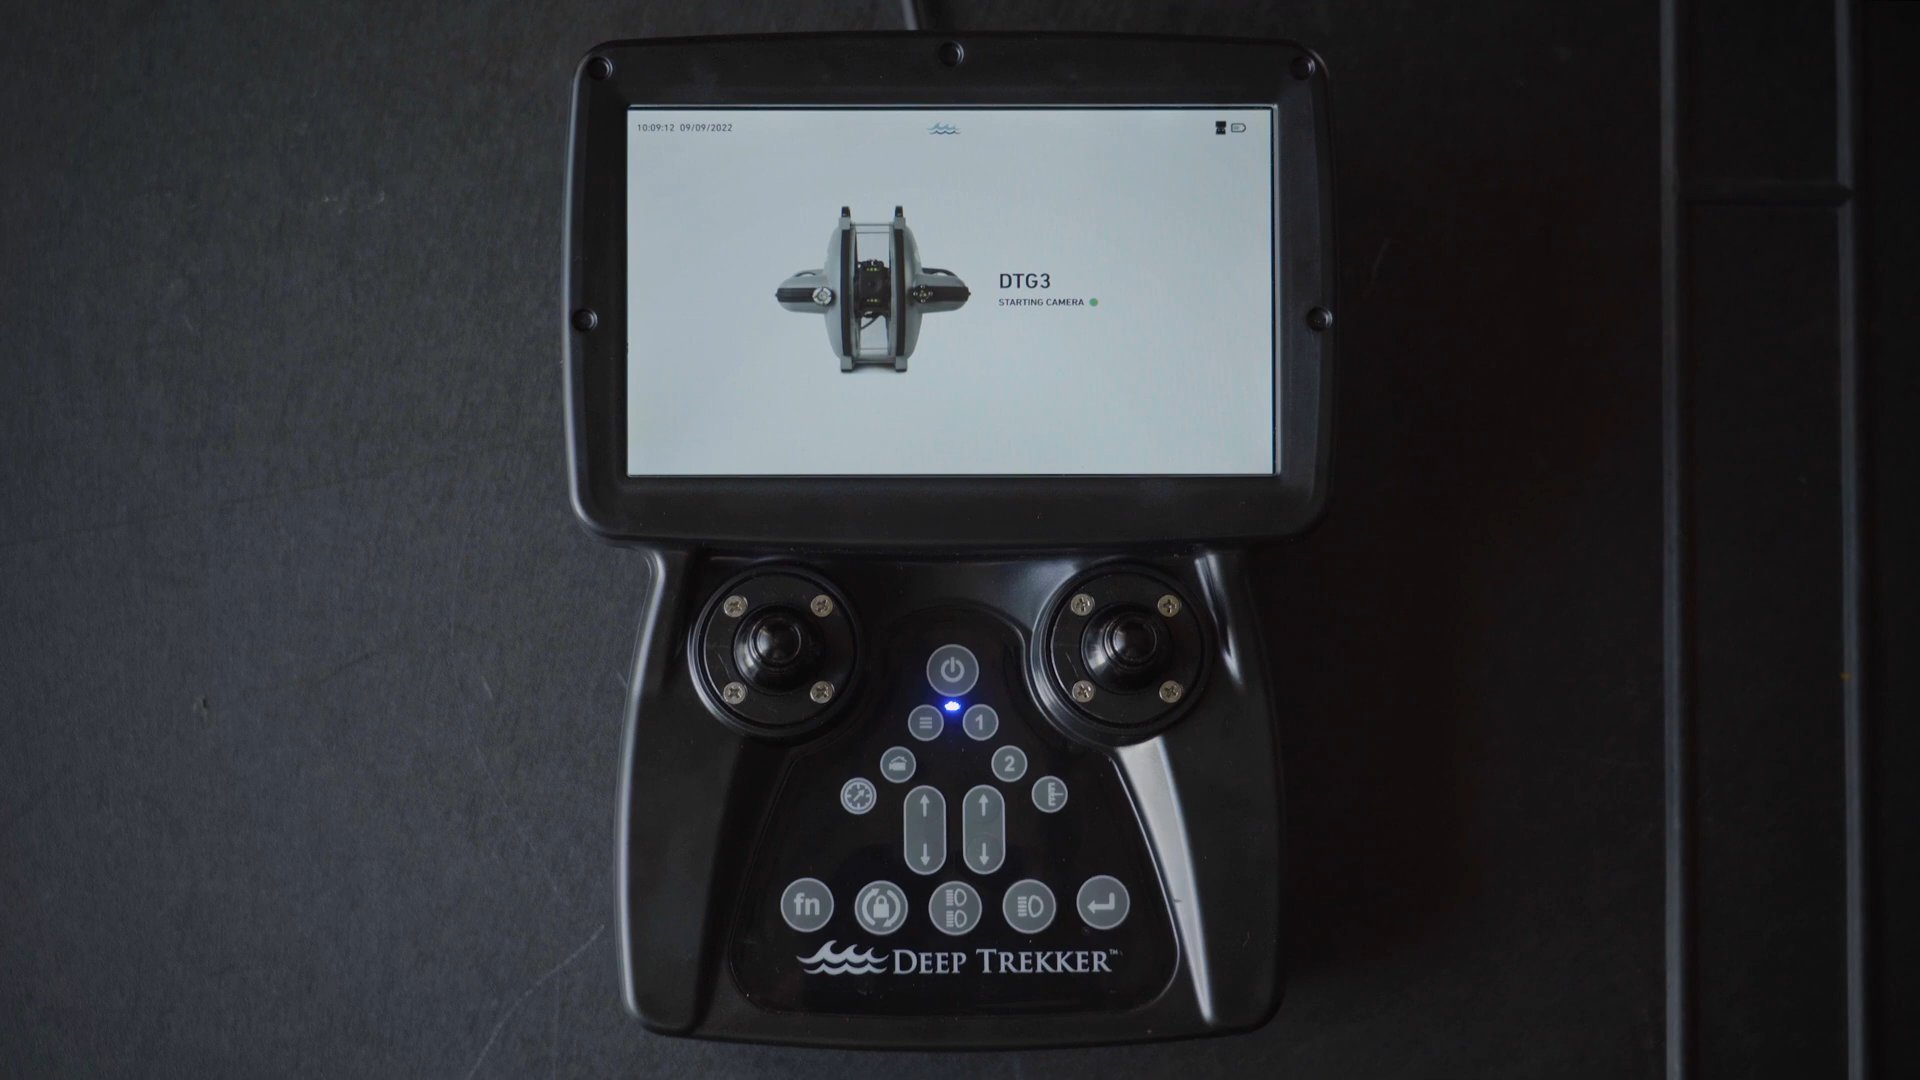 10:09:12 09/09/2022
DTG3
STARTING CAMERA
1
2
fn
DEEP TREKKER™